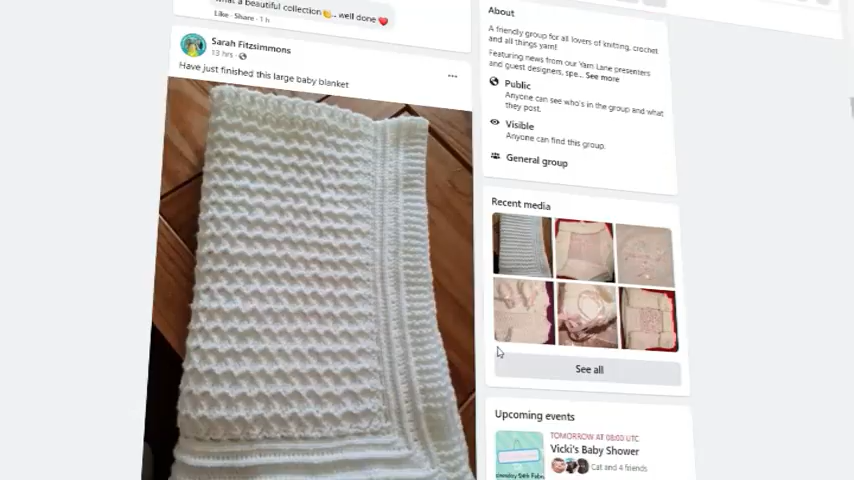 what a beautiful collection 👏.. well done ❤️
Like · Share · 1 h
Sarah Fitzsimmons
13 hrs ·
Have just finished this large baby blanket
About
A friendly group for all lovers of knitting, crochet
and all things yarn!
Featuring news from our Yarn Lane presenters
and guest designers, spe... See more
Public
Anyone can see who's in the group and what
they post.
Visible
Anyone can find this group.
General group
Recent media
See all
Upcoming events
TOMORROW AT 08:00 UTC
Vicki's Baby Shower
Cat and 4 friends